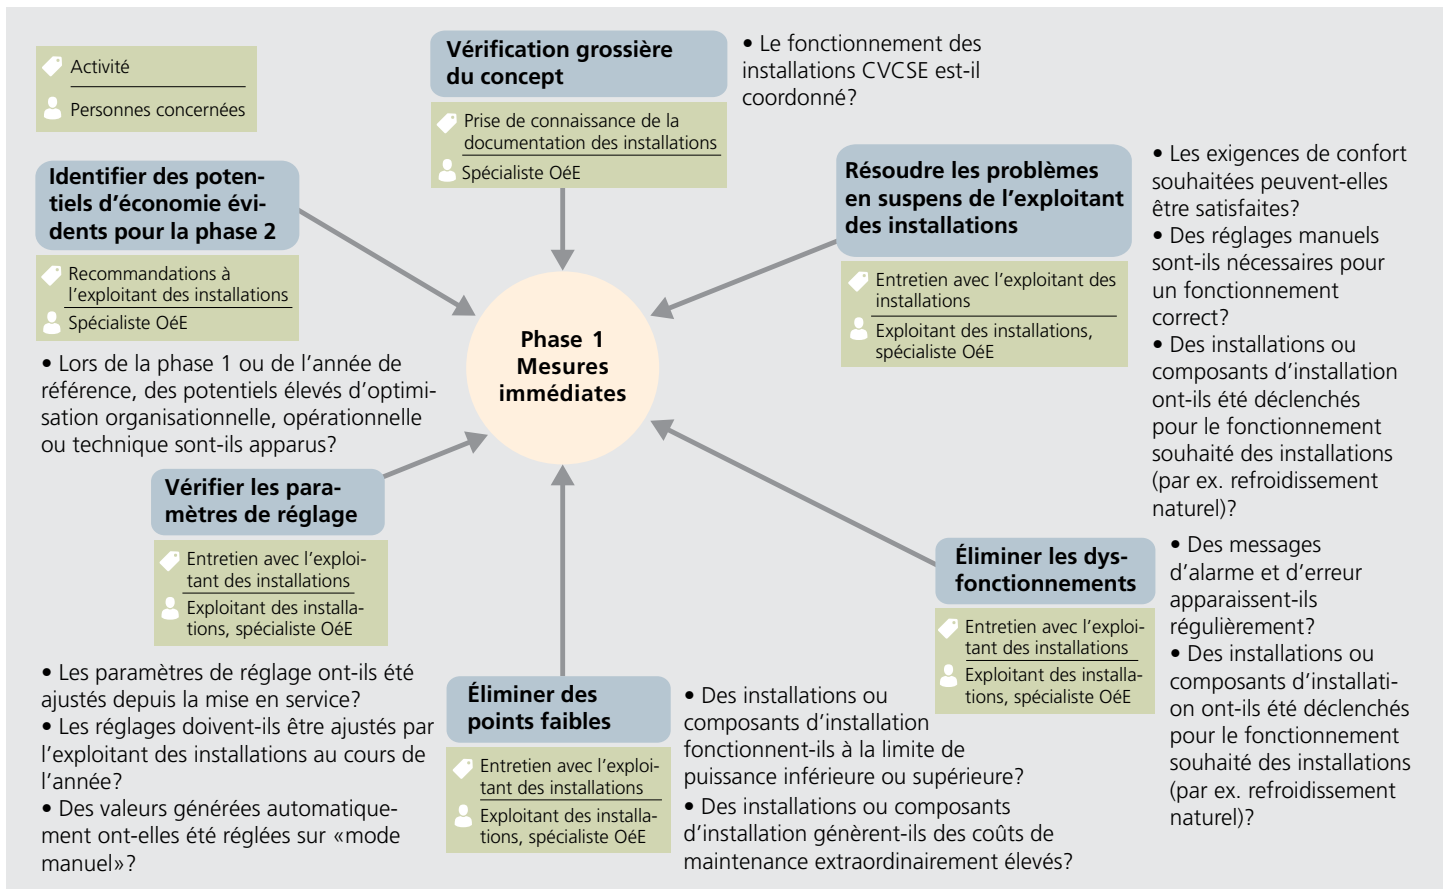 Activité
Personnes concernées
Vérification grossière
du concept
Prise de connaissance de la
documentation des installations
Spécialiste OéE
• Le fonctionnement des
installations CVCSE est-il
coordonné?
Identifier des poten-
tiels d’économie évi-
dents pour la phase 2
Recommandations à
l’exploitant des installations
Spécialiste OéE
• Lors de la phase 1 ou de l’année de
référence, des potentiels élevés d’optimi-
sation organisationnelle, opérationnelle
ou technique sont-ils apparus?
Résoudre les problèmes
en suspens de l’exploitant
des installations
Entretien avec l’exploitant des
installations
Exploitant des installations,
spécialiste OéE
• Les exigences de confort
souhaitées peuvent-elles
être satisfaites?
• Des réglages manuels
sont-ils nécessaires pour
un fonctionnement
correct?
• Des installations ou
composants d’installation
ont-ils été déclenchés
pour le fonctionnement
souhaité des installations
(par ex. refroidissement
naturel)?
Phase 1
Mesures
immédiates
Vérifier les para-
mètres de réglage
Entretien avec l’exploi-
tant des installations
Exploitant des installa-
tions, spécialiste OéE
• Les paramètres de réglage ont-ils été
ajustés depuis la mise en service?
• Les réglages doivent-ils être ajustés par
l’exploitant des installations au cours de
l’année?
• Des valeurs générées automatique-
ment ont-elles été réglées sur «mode
manuel»?
Éliminer des
points faibles
Entretien avec l’exploi-
tant des installations
Exploitant des installa-
tions, spécialiste OéE
• Des installations ou
composants d’installation
fonctionnent-ils à la limite de
puissance inférieure ou supérieure?
• Des installations ou composants
d’installation génèrent-ils des coûts de
maintenance extraordinairement élevés?
Éliminer les dys-
fonctionnements
Entretien avec l’exploi-
tant des installations
Exploitant des installa-
tions, spécialiste OéE
• Des messages
d’alarme et d’erreur
apparaissent-ils
régulièrement?
• Des installations ou
composants d’installati-
on ont-ils été déclenchés
pour le fonctionnement
souhaité des installations
(par ex. refroidissement
naturel)?